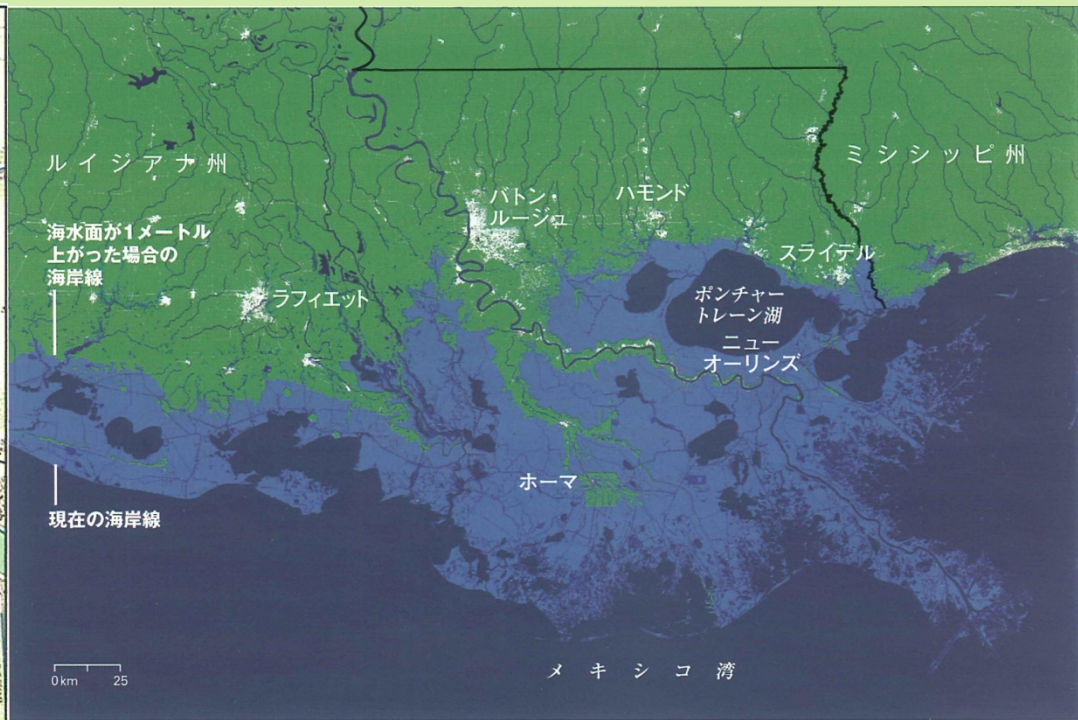 ルイジアナ州
ミシシッピ州
バトン・
ルージュ
ハモンド
海水面が1メートル
上がった場合の
海岸線
スライデル
ラフィエット
ポンチャー
トレーン湖
ニュー
オーリンズ
ホーマ
現在の海岸線
メキシコ湾
0km 25